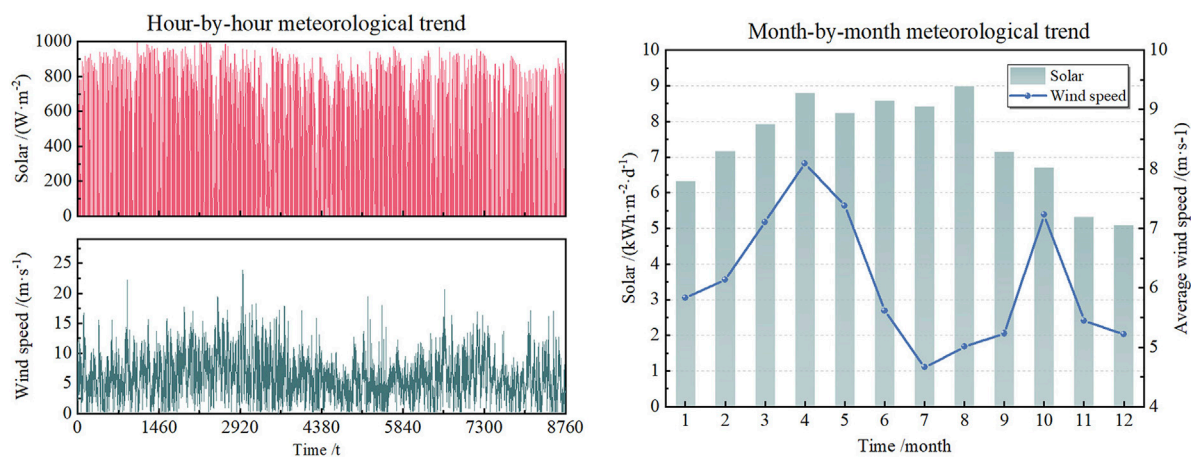 Hour-by-hour meteorological trend
Solar /(W·m⁻²)
1000
800
600
400
200
0
Wind speed /(m·s⁻¹)
25
20
15
10
5
0
0 1460 2920 4380 5840 7300 8760
Time /t
Month-by-month meteorological trend
Solar /(kWh·m⁻²·d⁻¹)
10
9
8
7
6
5
4
3
2
1
0
Solar
Wind speed
10
9
8
7
6
5
4
Average wind speed /(m·s-1)
1 2 3 4 5 6 7 8 9 10 11 12
Time /month